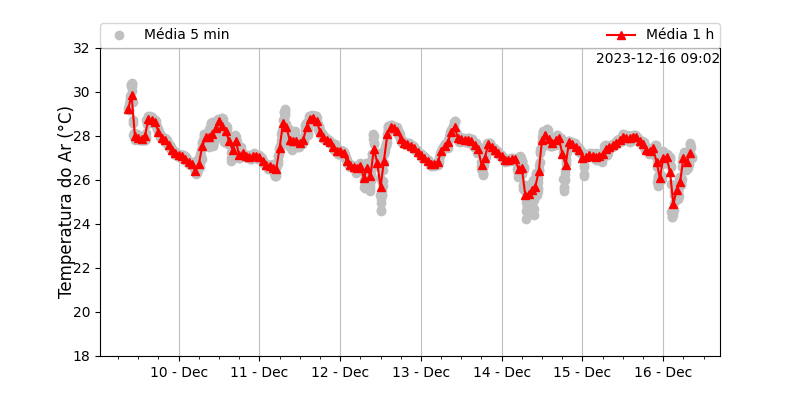 Média 5 min
Média 1 h
2023-12-16 09:02
Temperatura do Ar (°C)
32
30
28
26
24
22
20
18
10 - Dec
11 - Dec
12 - Dec
13 - Dec
14 - Dec
15 - Dec
16 - Dec